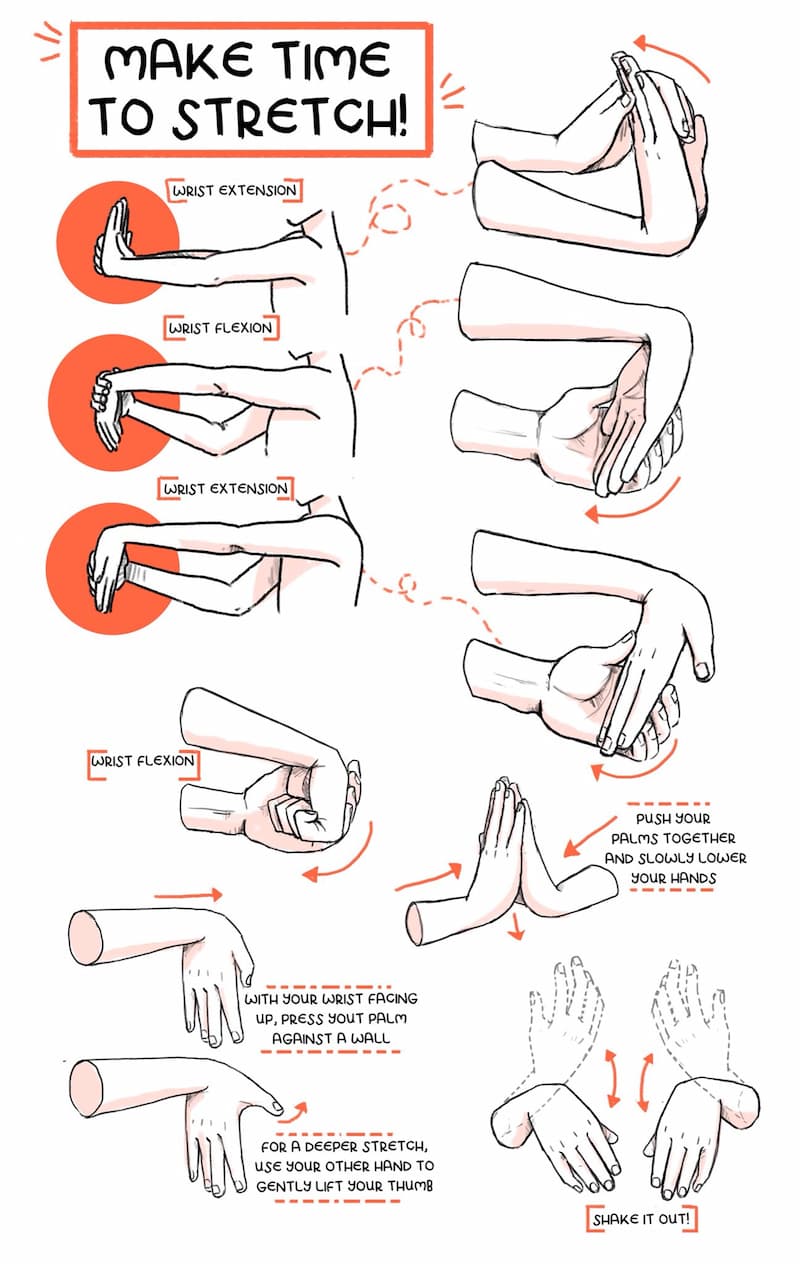 MAKE TIME
TO STRETCH!
WRIST EXTENSION
WRIST FLEXION
WRIST EXTENSION
WRIST FLEXION
PUSH YOUR
PALMS TOGETHER
AND SLOWLY LOWER
YOUR HANDS
WITH YOUR WRIST FACING
UP, PRESS YOUT PALM
AGAINST A WALL
FOR A DEEPER STRETCH,
USE YOUR OTHER HAND TO
GENTLY LIFT YOUR THUMB
SHAKE IT OUT!